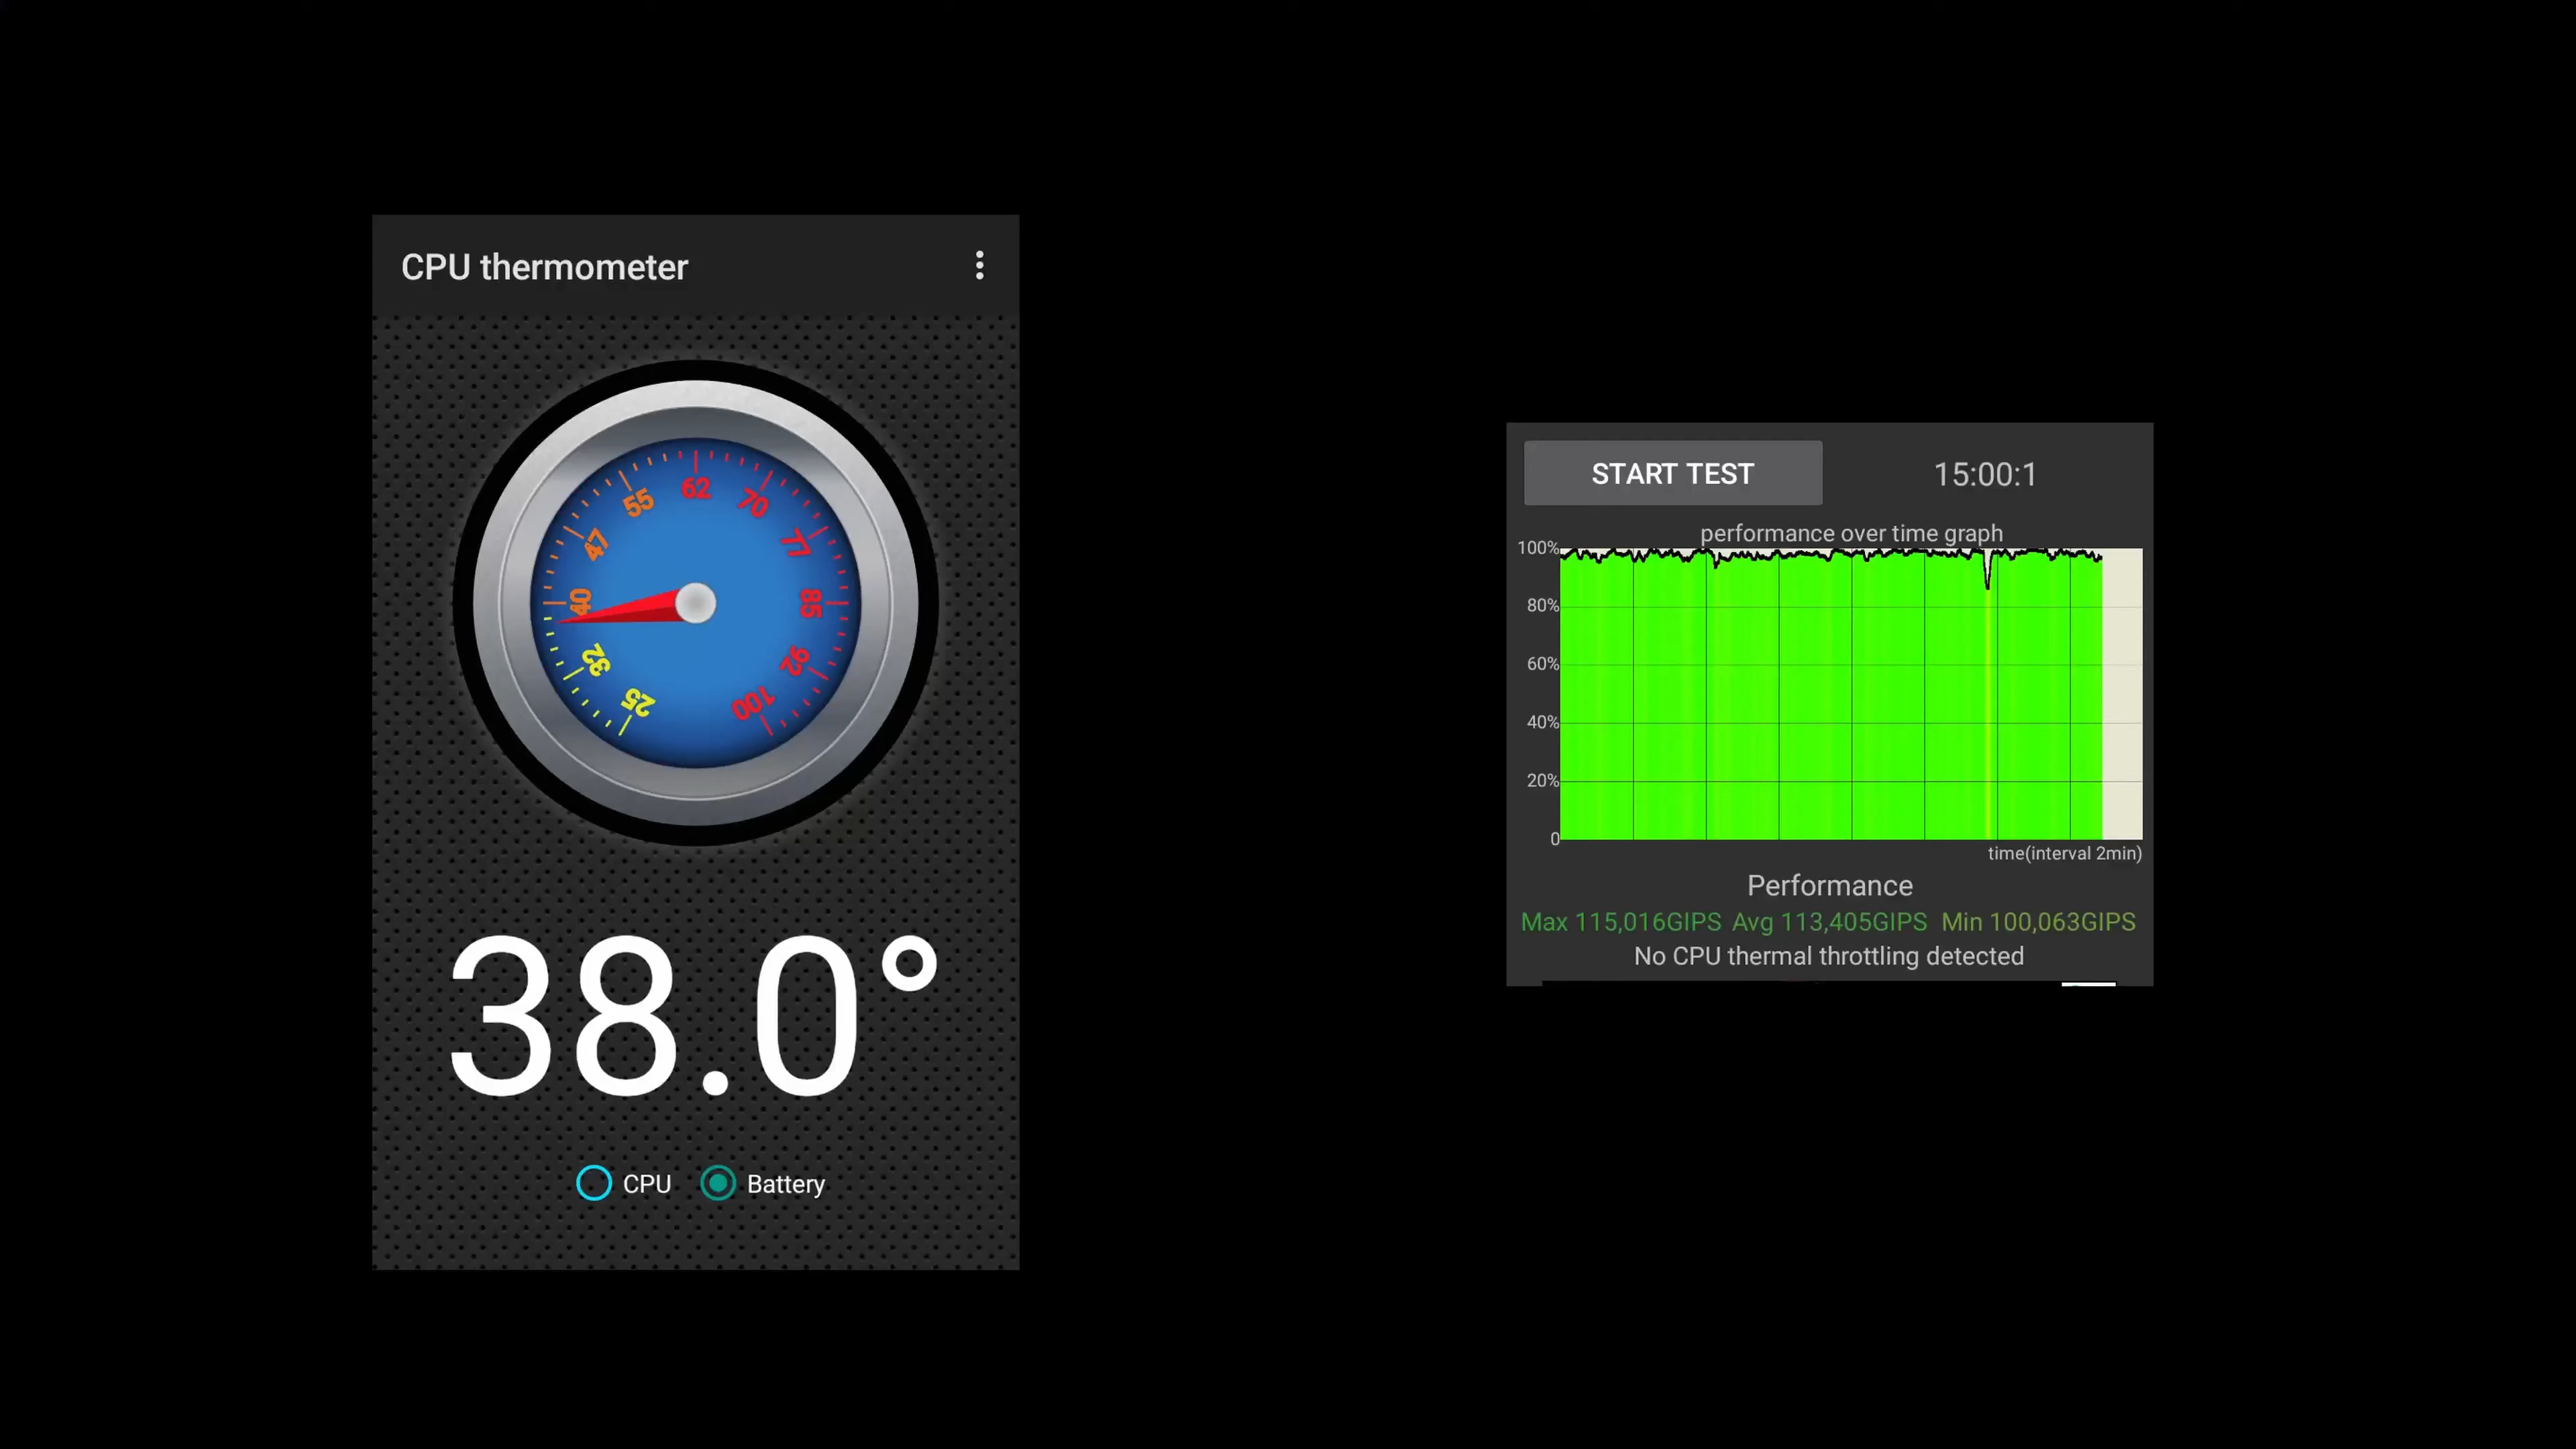 CPU thermometer
62
55
70
47
77
40
85
32
92
25
100
38.0°
CPU Battery
START TEST 15:00:1
performance over time graph
100%
80%
60%
40%
20%
0
time(interval 2min)
Performance
Max 115,016GIPS Avg 113,405GIPS Min 100,063GIPS
No CPU thermal throttling detected